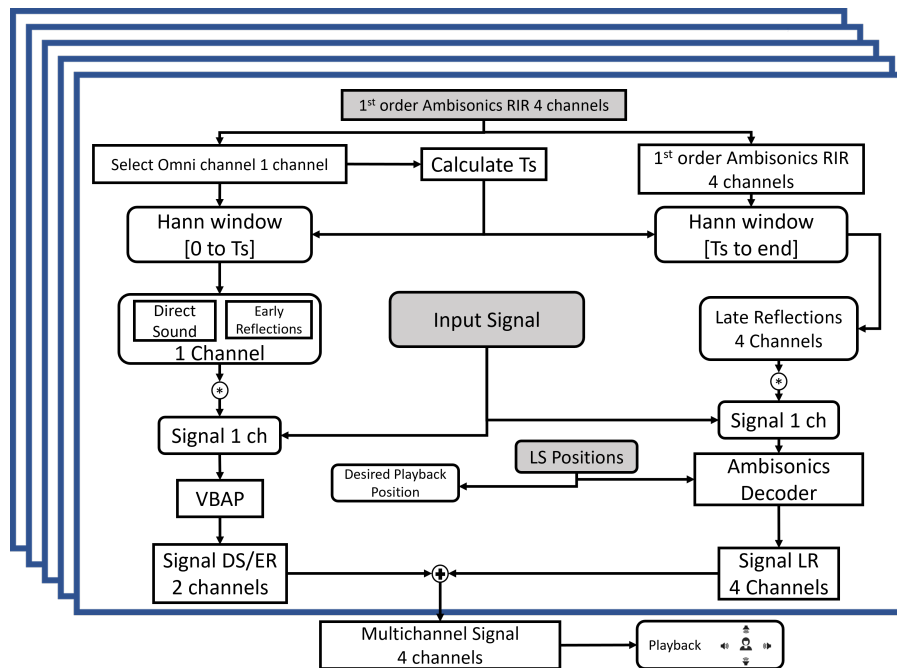 1st order Ambisonics RIR 4 channels
Select Omni channel 1 channel
Calculate Ts
1st order Ambisonics RIR
4 channels
Hann window
[0 to Ts]
Hann window
[Ts to end]
Direct
Sound
Early
Reflections
1 Channel
Input Signal
Late Reflections
4 Channels
*
*
Signal 1 ch
Signal 1 ch
LS Positions
Desired Playback
Position
Ambisonics
Decoder
VBAP
Signal DS/ER
2 channels
+
Signal LR
4 Channels
Multichannel Signal
4 channels
Playback